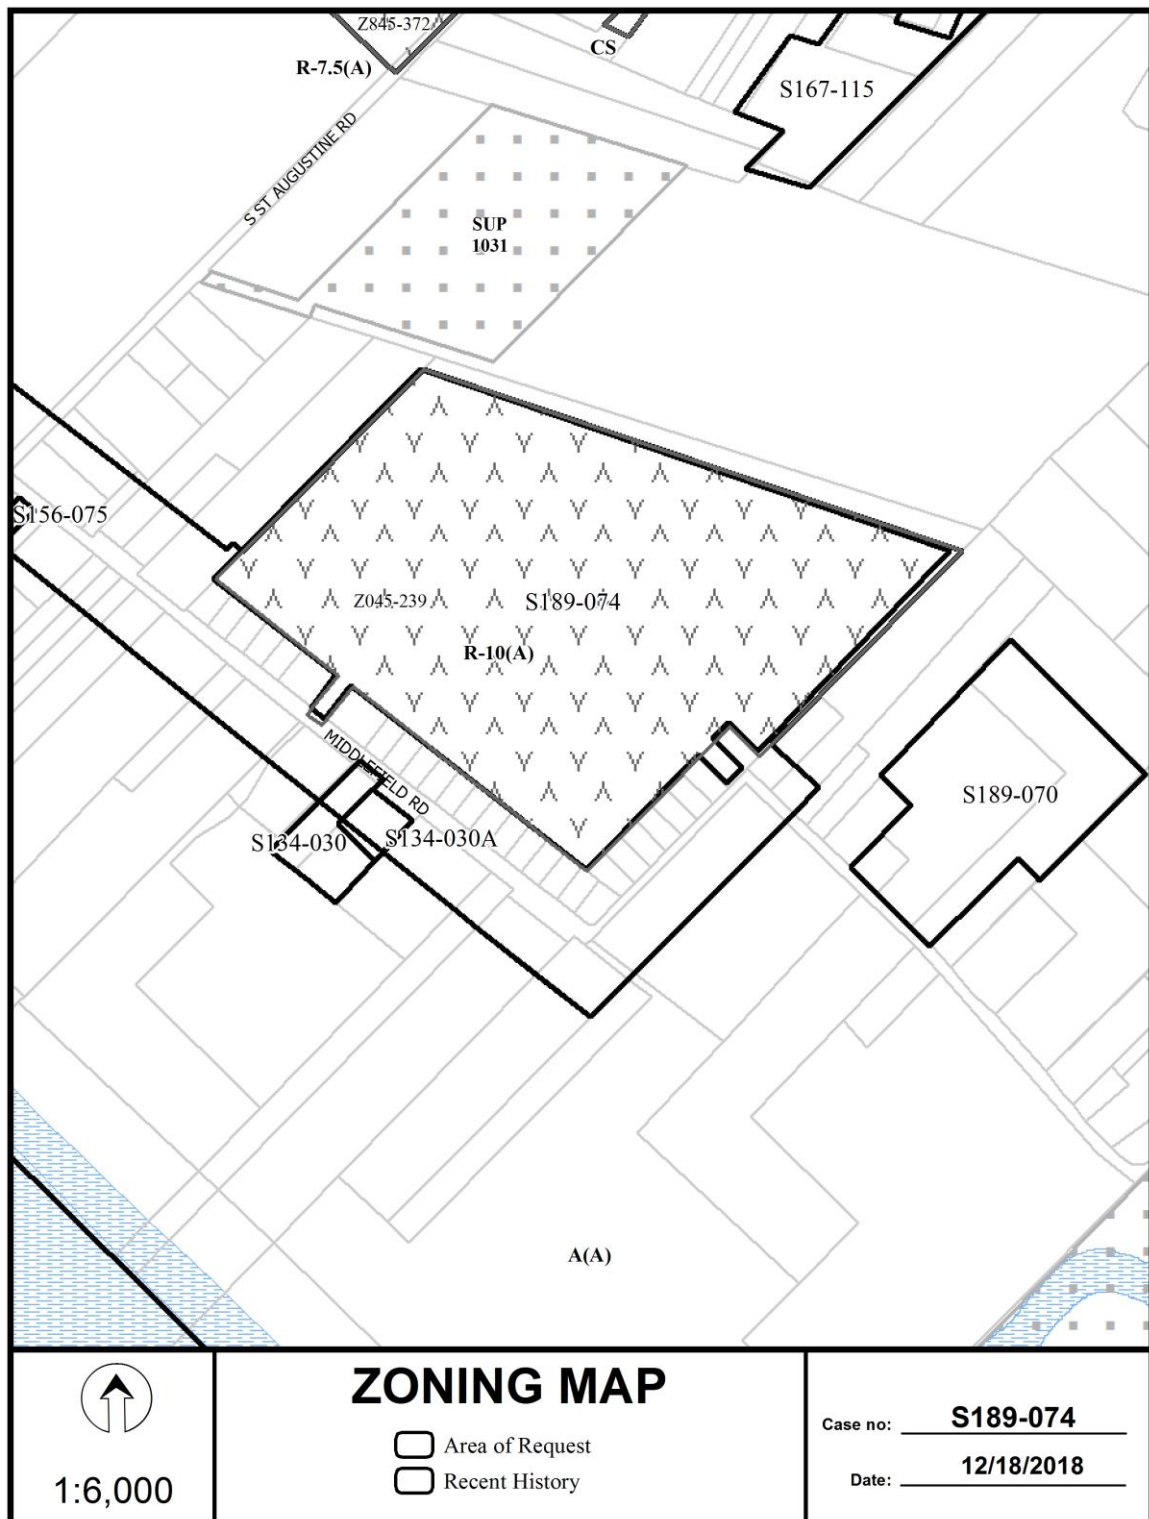 Z845-372
CS
R-7.5(A)
S167-115
S ST AUGUSTINE RD
SUP
1031
S156-075
Z045-239
S189-074
R-10(A)
MIDDLEFIELD RD
S189-070
S134-030
S134-030A
A(A)
ZONING MAP
Area of Request
Recent History
1:6,000
Case no: S189-074
Date: 12/18/2018